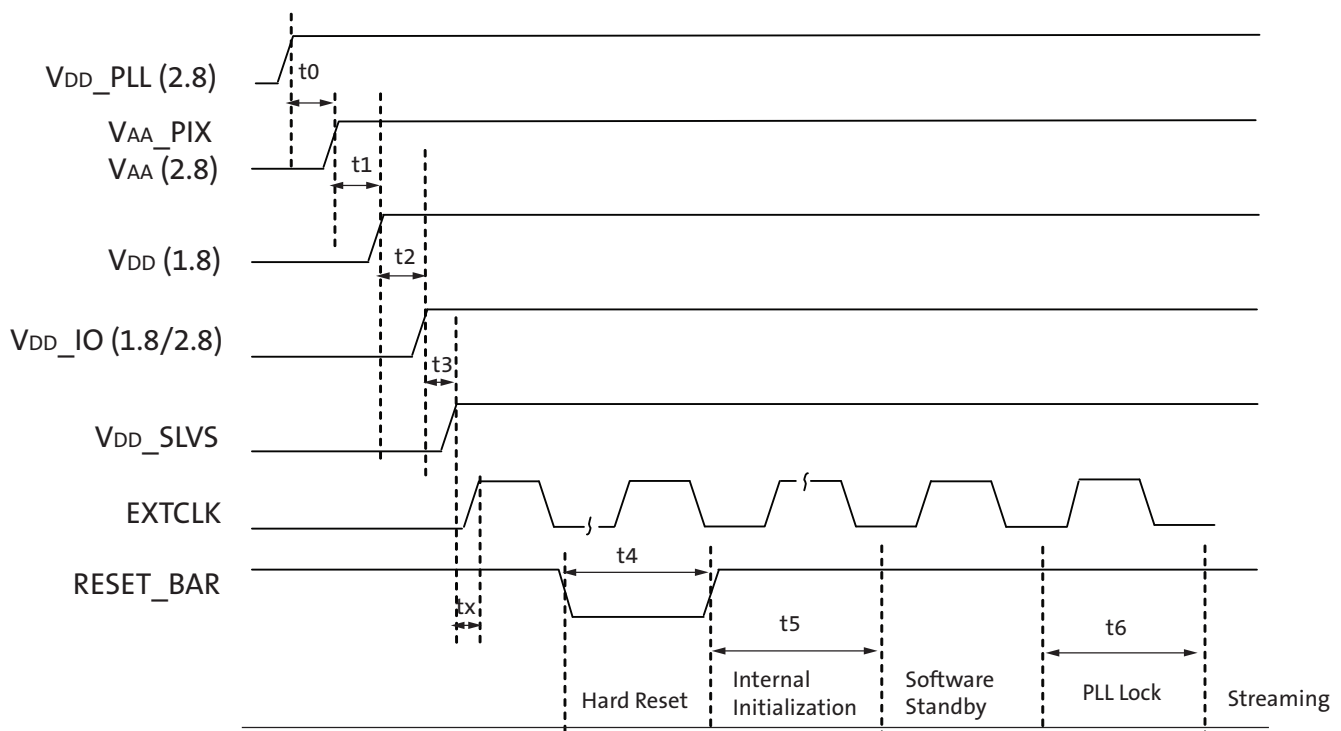 VDD_PLL (2.8)
t0
VAA_PIX
VAA (2.8)
t1
VDD (1.8)
t2
VDD_IO (1.8/2.8)
t3
VDD_SLVS
EXTCLK
RESET_BAR
t4
tx
t5
t6
Hard Reset
Internal
Initialization
Software
Standby
PLL Lock
Streaming